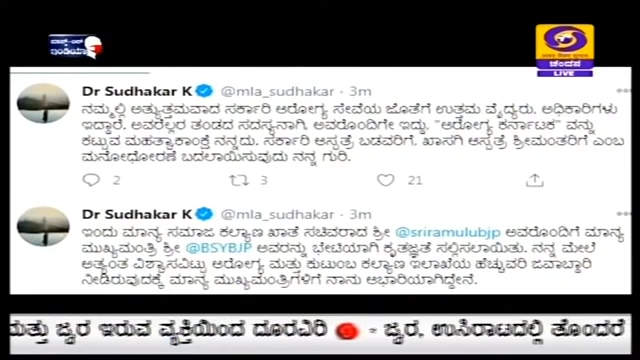 ಮಾಸ್ಕ್-ಅಪ್
ಇಂಡಿಯಾ
ಚಂದನ
LIVE
Dr Sudhakar K @mla_sudhakar · 3m
ನಮ್ಮಲ್ಲಿ ಅತ್ಯುತ್ತಮವಾದ ಸರ್ಕಾರಿ ಆರೋಗ್ಯ ಸೇವೆಯ ಜೊತೆಗೆ ಉತ್ತಮ ವೈದ್ಯರು, ಅಧಿಕಾರಿಗಳು
ಇದ್ದಾರೆ. ಅವರೆಲ್ಲರ ತಂಡದ ಸದಸ್ಯನಾಗಿ, ಅವರೊಂದಿಗೇ ಇದ್ದು, "ಆರೋಗ್ಯ ಕರ್ನಾಟಕ" ವನ್ನು
ಕಟ್ಟುವ ಮಹತ್ವಾಕಾಂಕ್ಷೆ ನನ್ನದು. ಸರ್ಕಾರಿ ಆಸ್ಪತ್ರೆ ಬಡವರಿಗೆ, ಖಾಸಗಿ ಆಸ್ಪತ್ರೆ ಶ್ರೀಮಂತರಿಗೆ ಎಂಬ
ಮನೋಧೋರಣೆ ಬದಲಾಯಿಸುವುದು ನನ್ನ ಗುರಿ.
2 3 21
Dr Sudhakar K @mla_sudhakar · 3m
ಇಂದು ಮಾನ್ಯ ಸಮಾಜ ಕಲ್ಯಾಣ ಖಾತೆ ಸಚಿವರಾದ ಶ್ರೀ @sriramulubjp ಅವರೊಂದಿಗೆ ಮಾನ್ಯ
ಮುಖ್ಯಮಂತ್ರಿ ಶ್ರೀ @BSYBJP ಅವರನ್ನು ಭೇಟಿಯಾಗಿ ಕೃತಜ್ಞತೆ ಸಲ್ಲಿಸಲಾಯಿತು. ನನ್ನ ಮೇಲೆ
ಅತ್ಯಂತ ವಿಶ್ವಾಸವಿಟ್ಟು ಆರೋಗ್ಯ ಮತ್ತು ಕುಟುಂಬ ಕಲ್ಯಾಣ ಇಲಾಖೆಯ ಹೆಚ್ಚುವರಿ ಜವಾಬ್ದಾರಿ
ನೀಡಿರುವುದಕ್ಕೆ ಮಾನ್ಯ ಮುಖ್ಯಮಂತ್ರಿಗಳಿಗೆ ನಾನು ಆಭಾರಿಯಾಗಿದ್ದೇನೆ.
ಮತ್ತು ಜ್ವರ ಇರುವ ವ್ಯಕ್ತಿಯಿಂದ ದೂರವಿರಿ - ಜ್ವರ, ಉಸಿರಾಟದಲ್ಲಿ ತೊಂದರೆ